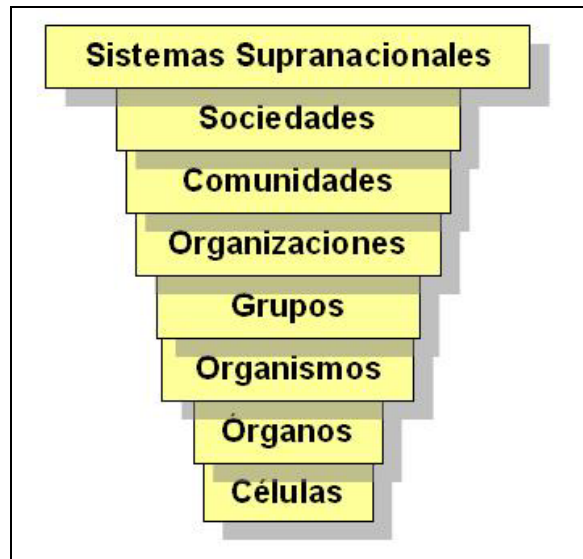 Sistemas Supranacionales
Sociedades
Comunidades
Organizaciones
Grupos
Organismos
Órganos
Células